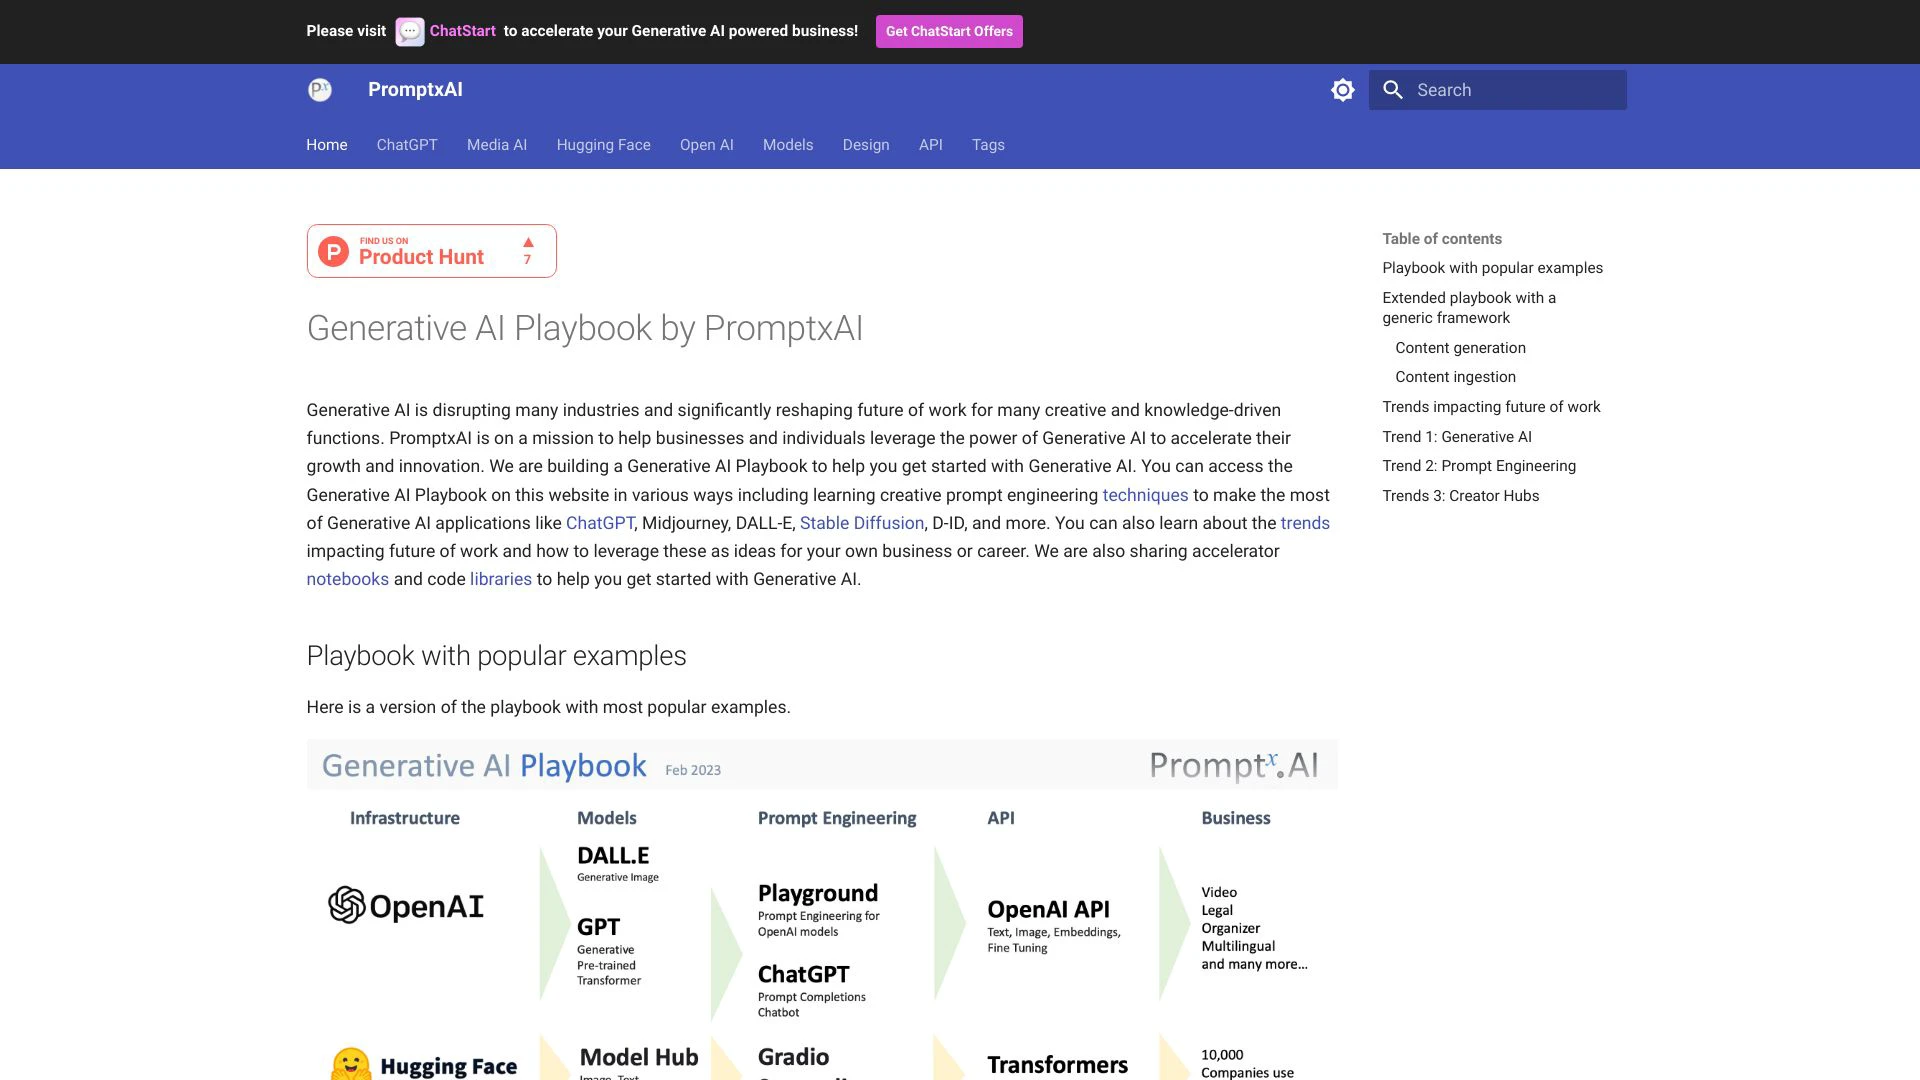 Please visit ChatStart to accelerate your Generative AI powered business! Get ChatStart Offers
PromptxAI
Search
Home ChatGPT Media AI Hugging Face Open AI Models Design API Tags
FIND US ON
Product Hunt
7
Generative AI Playbook by PromptxAI
Generative AI is disrupting many industries and significantly reshaping future of work for many creative and knowledge-driven
functions. PromptxAI is on a mission to help businesses and individuals leverage the power of Generative AI to accelerate their
growth and innovation. We are building a Generative AI Playbook to help you get started with Generative AI. You can access the
Generative AI Playbook on this website in various ways including learning creative prompt engineering techniques to make the most
of Generative AI applications like ChatGPT, Midjourney, DALL-E, Stable Diffusion, D-ID, and more. You can also learn about the trends
impacting future of work and how to leverage these as ideas for your own business or career. We are also sharing accelerator
notebooks and code libraries to help you get started with Generative AI.
Table of contents
Playbook with popular examples
Extended playbook with a
generic framework
Content generation
Content ingestion
Trends impacting future of work
Trend 1: Generative AI
Trend 2: Prompt Engineering
Trends 3: Creator Hubs
Playbook with popular examples
Here is a version of the playbook with most popular examples.
Generative AI Playbook Feb 2023
Promptx.AI
Infrastructure Models Prompt Engineering API Business
OpenAI
DALL.E
Generative Image
GPT
Generative
Pre-trained
Transformer
Playground
Prompt Engineering for
OpenAI models
ChatGPT
Prompt Completions
Chatbot
OpenAI API
Text, Image, Embeddings,
Fine Tuning
Video
Legal
Organizer
Multilingual
and many more...
Hugging Face
Model Hub
Gradio
Transformers
10,000
Companies use